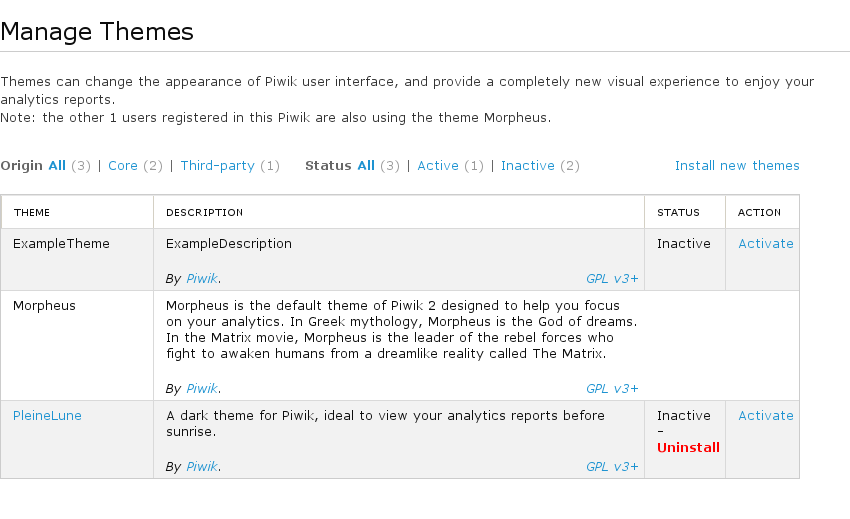 Manage Themes
Themes can change the appearance of Piwik user interface, and provide a completely new visual experience to enjoy your
analytics reports.
Note: the other 1 users registered in this Piwik are also using the theme Morpheus.
Origin All (3) | Core (2) | Third-party (1) Status All (3) | Active (1) | Inactive (2) Install new themes
THEME DESCRIPTION STATUS ACTION
ExampleTheme ExampleDescription Inactive Activate
By Piwik. GPL v3+
Morpheus Morpheus is the default theme of Piwik 2 designed to help you focus
on your analytics. In Greek mythology, Morpheus is the God of dreams.
In the Matrix movie, Morpheus is the leader of the rebel forces who
fight to awaken humans from a dreamlike reality called The Matrix.
By Piwik. GPL v3+
PleineLune A dark theme for Piwik, ideal to view your analytics reports before Inactive Activate
sunrise. -
Uninstall
By Piwik. GPL v3+